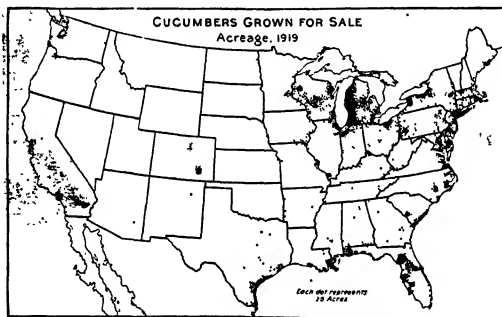 CUCUMBERS GROWN FOR SALE
Acreage, 1919
Each dot represents
25 Acres